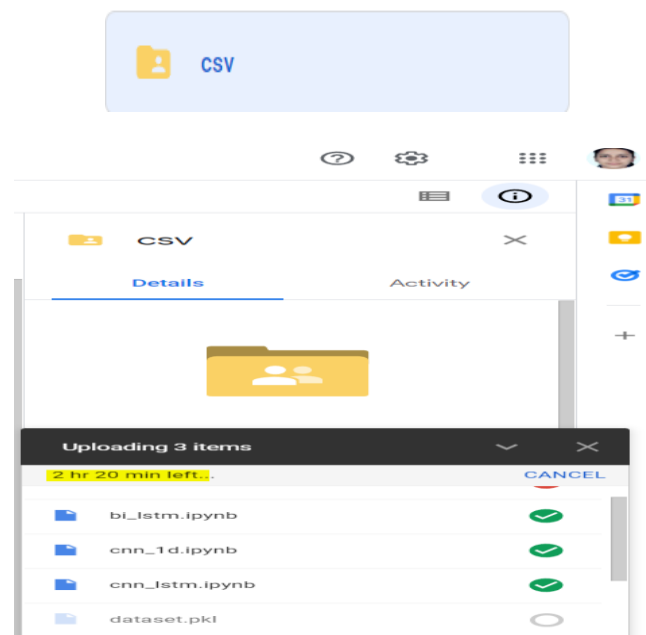 CSV
31
CSV
Details Activity
Uploading 3 items
2 hr 20 min left...
CANCEL
bi_lstm.ipynb
cnn_1d.ipynb
cnn_lstm.ipynb
dataset.pkl